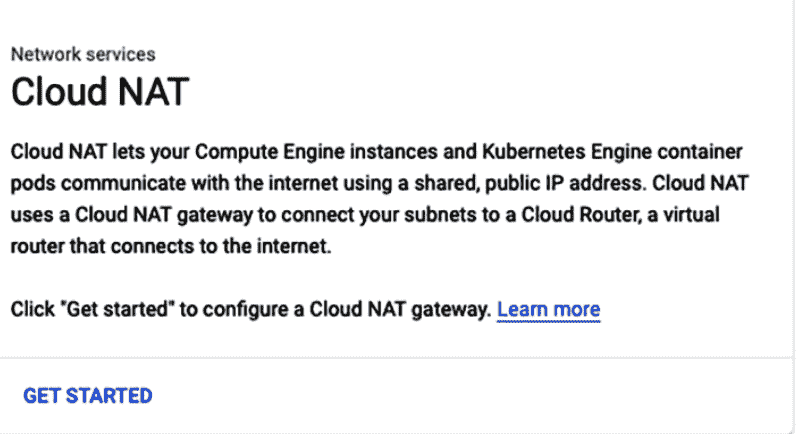 Network services
Cloud NAT
Cloud NAT lets your Compute Engine instances and Kubernetes Engine container
pods communicate with the internet using a shared, public IP address. Cloud NAT
uses a Cloud NAT gateway to connect your subnets to a Cloud Router, a virtual
router that connects to the internet.
Click "Get started" to configure a Cloud NAT gateway. Learn more
GET STARTED